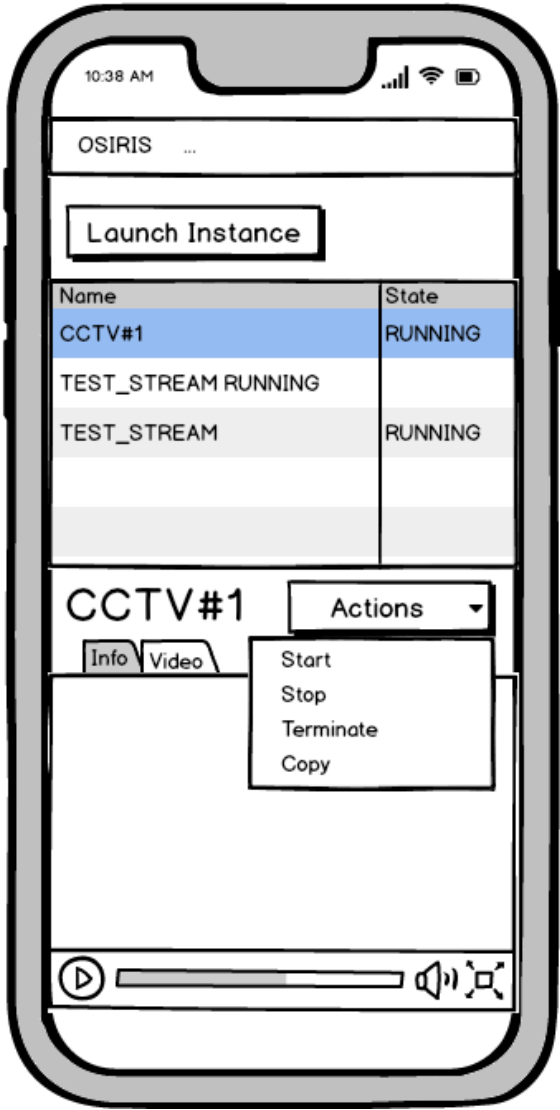 10:38 AM
OSIRIS ...
Launch Instance
Name State
CCTV#1 RUNNING
TEST_STREAM RUNNING
TEST_STREAM RUNNING
CCTV#1 Actions
Info Video
Start
Stop
Terminate
Copy